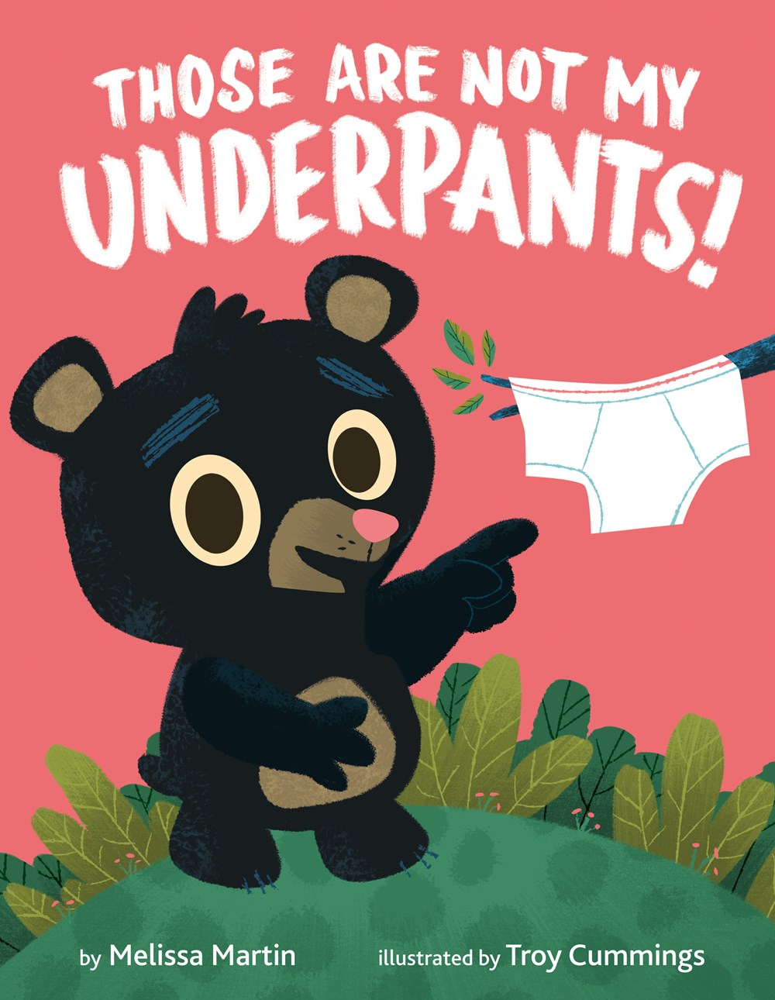 THOSE ARE NOT MY
UNDERPANTS!
by Melissa Martin
illustrated by Troy Cummings